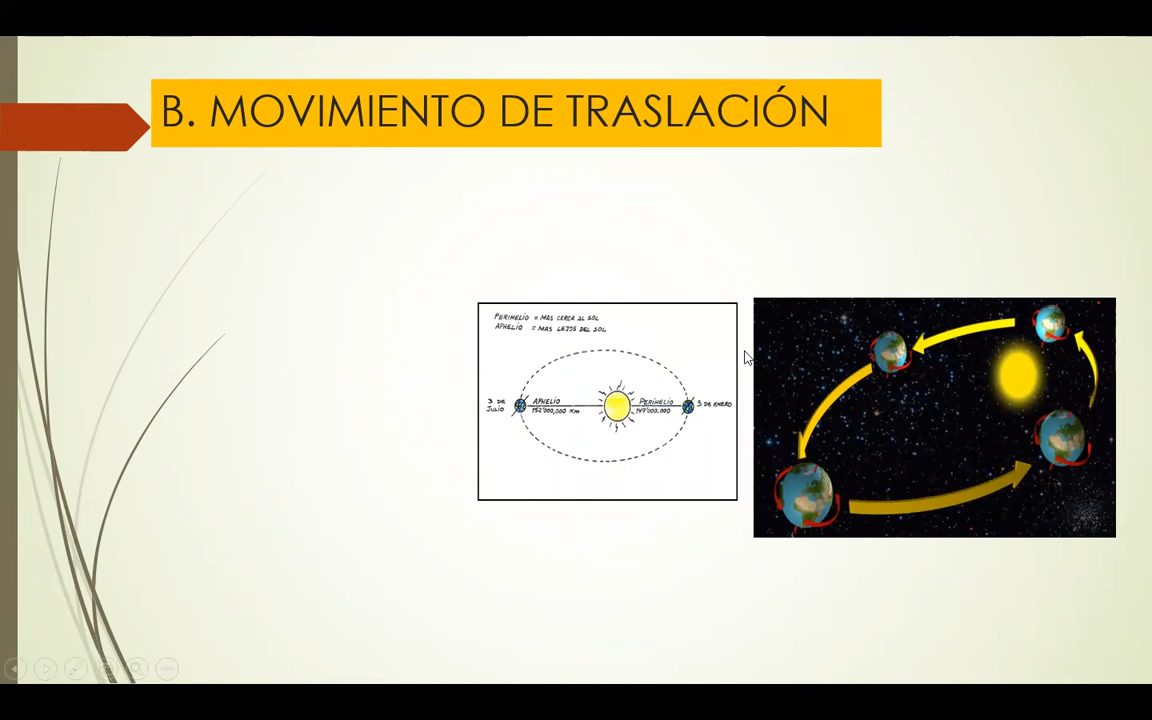 B. MOVIMIENTO DE TRASLACIÓN
PERIHELIO = MAS CERCA AL SOL
APHELIO = MAS LEJOS DEL SOL
3 DE JULIO
APHELIO
152'000,000 Km
PERIHELIO
147'000,000
3 DE ENERO